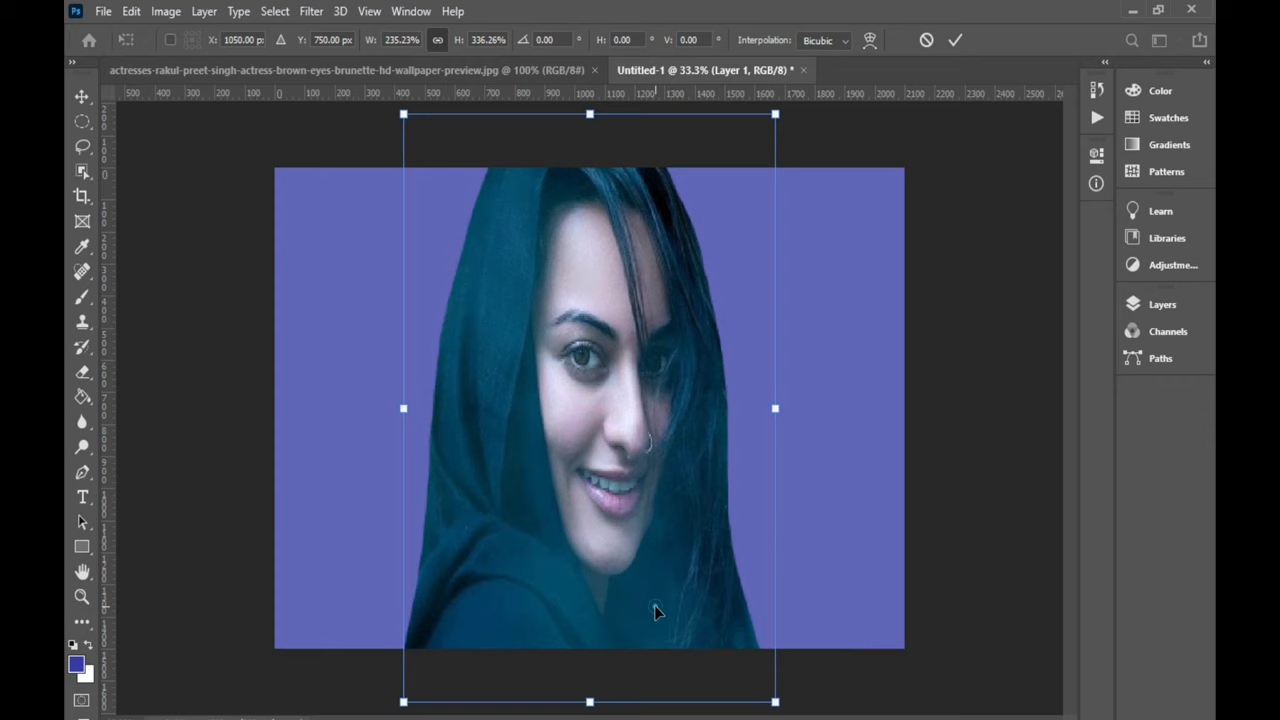 Ps File Edit Image Layer Type Select Filter 3D View Window Help
X: 1050.00 p: Y: 750.00 px W: 235.23% H: 336.26% 0.00 ° H: 0.00 ° V: 0.00 ° Interpolation: Bicubic
actresses-rakul-preet-singh-actress-brown-eyes-brunette-hd-wallpaper-preview.jpg @ 100% (RGB/8#) × Untitled-1 @ 33.3% (Layer 1, RGB/8) * ×
500 400 300 200 100 0 100 200 300 400 500 600 700 800 900 1000 1100 1200 1300 1400 1500 1600 1700 1800 1900 2000 2100 2200 2300 2400 2500
Color
Swatches
Gradients
Patterns
Learn
Libraries
Adjustme...
Layers
Channels
Paths